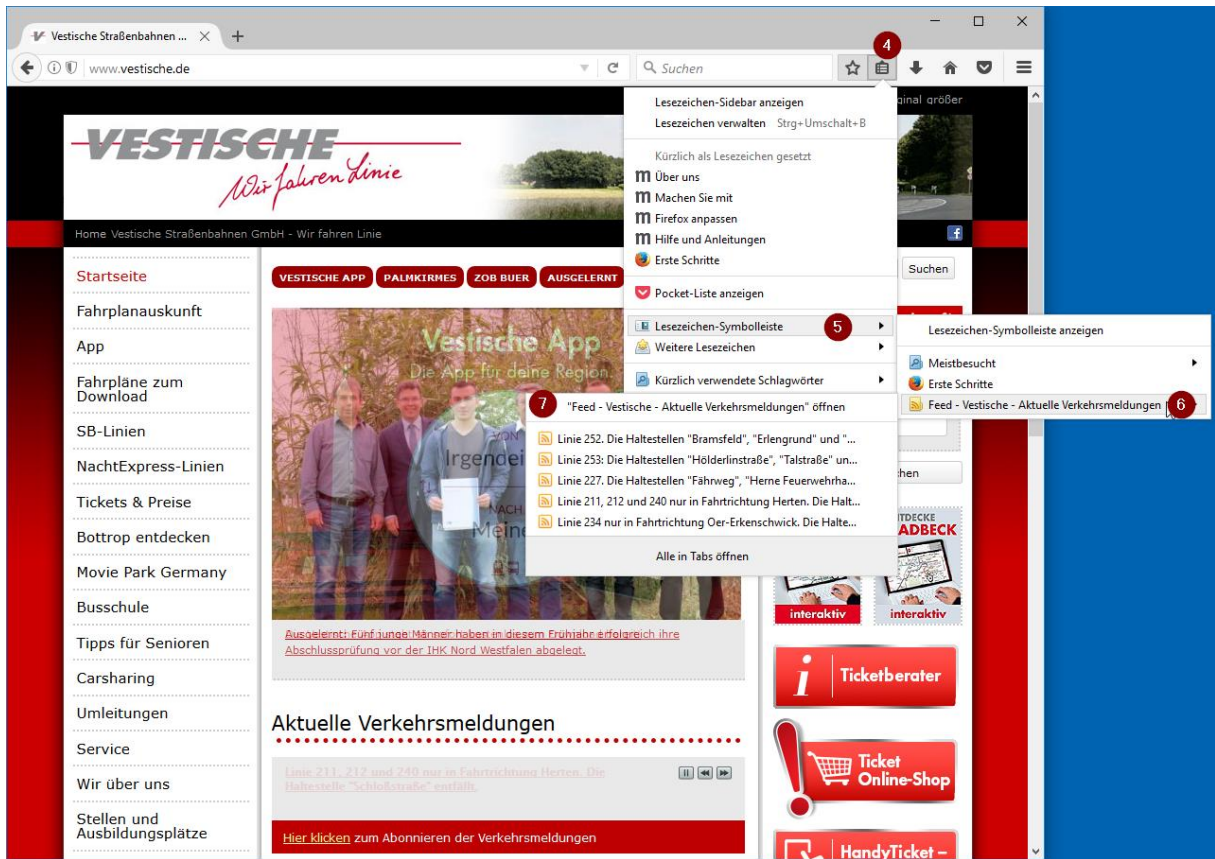 Vestische Straßenbahnen ...
4
www.vestische.de
Suchen
original größer
Lesezeichen-Sidebar anzeigen
Lesezeichen verwalten Strg+Umschalt+B
Kürzlich als Lesezeichen gesetzt
Über uns
Machen Sie mit
Firefox anpassen
Hilfe und Anleitungen
Erste Schritte
Pocket-Liste anzeigen
Lesezeichen-Symbolleiste 5
Weitere Lesezeichen
Kürzlich verwendete Schlagwörter
Lesezeichen-Symbolleiste anzeigen
Meistbesucht
Erste Schritte
Feed - Vestische - Aktuelle Verkehrsmeldungen 6
7 "Feed - Vestische - Aktuelle Verkehrsmeldungen" öffnen
Linie 252. Die Haltestellen "Bramsfeld", "Erlengrund" und "...
Linie 253: Die Haltestellen "Hölderlinstraße", "Talstraße" un...
Linie 227. Die Haltestellen "Fährweg", "Herne Feuerwehrha...
Linie 211, 212 und 240 nur in Fahrtrichtung Herten. Die Halt...
Linie 234 nur in Fahrtrichtung Oer-Erkenschwick. Die Halte...
Alle in Tabs öffnen
VESTISCHE
Wir fahren Linie
Home Vestische Straßenbahnen GmbH - Wir fahren Linie
Startseite
Fahrplanauskunft
App
Fahrpläne zum
Download
SB-Linien
NachtExpress-Linien
Tickets & Preise
Bottrop entdecken
Movie Park Germany
Busschule
Tipps für Senioren
Carsharing
Umleitungen
Service
Wir über uns
Stellen und
Ausbildungsplätze
VESTISCHE APP PALMKIRMES ZOB BUER AUSGELERNT
Vestische App
Die App für deine Region.
VON
Irgendei
NACH
Meine
Ausgelernt: Fünf junge Männer haben in diesem Frühjahr erfolgreich ihre
Abschlussprüfung vor der IHK Nord Westfalen abgelegt.
Aktuelle Verkehrsmeldungen
Linie 211, 212 und 240 nur in Fahrtrichtung Herten. Die
Haltestelle "Schloßstraße" entfällt.
Hier klicken zum Abonnieren der Verkehrsmeldungen
Suchen
hen
NTDECKE
ADBECK
interaktiv
interaktiv
Ticketberater
Ticket
Online-Shop
HandyTicket –